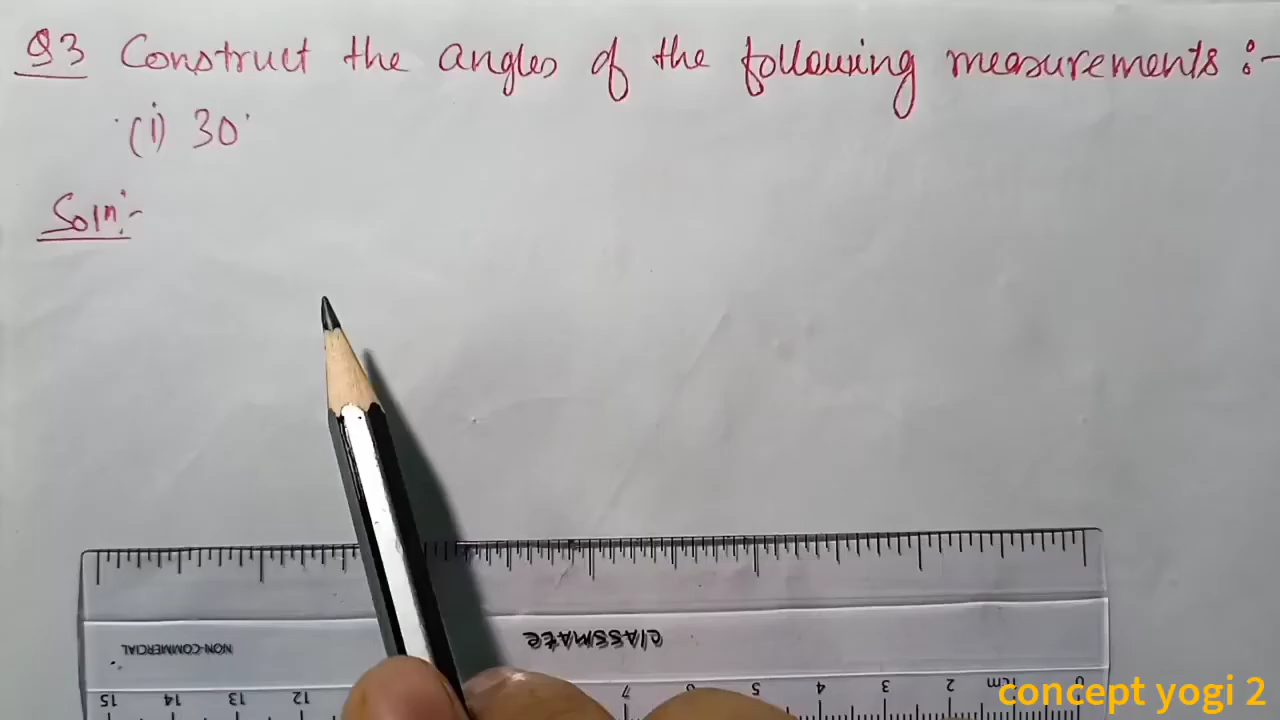 Q3 Construct the angles of the following measurements :-
(i) 30°
Soln:-
NON-COMMERCIAL
classmate
15 14 13 12 7 6 5 4 3 2 1cm 0
concept yogi 2